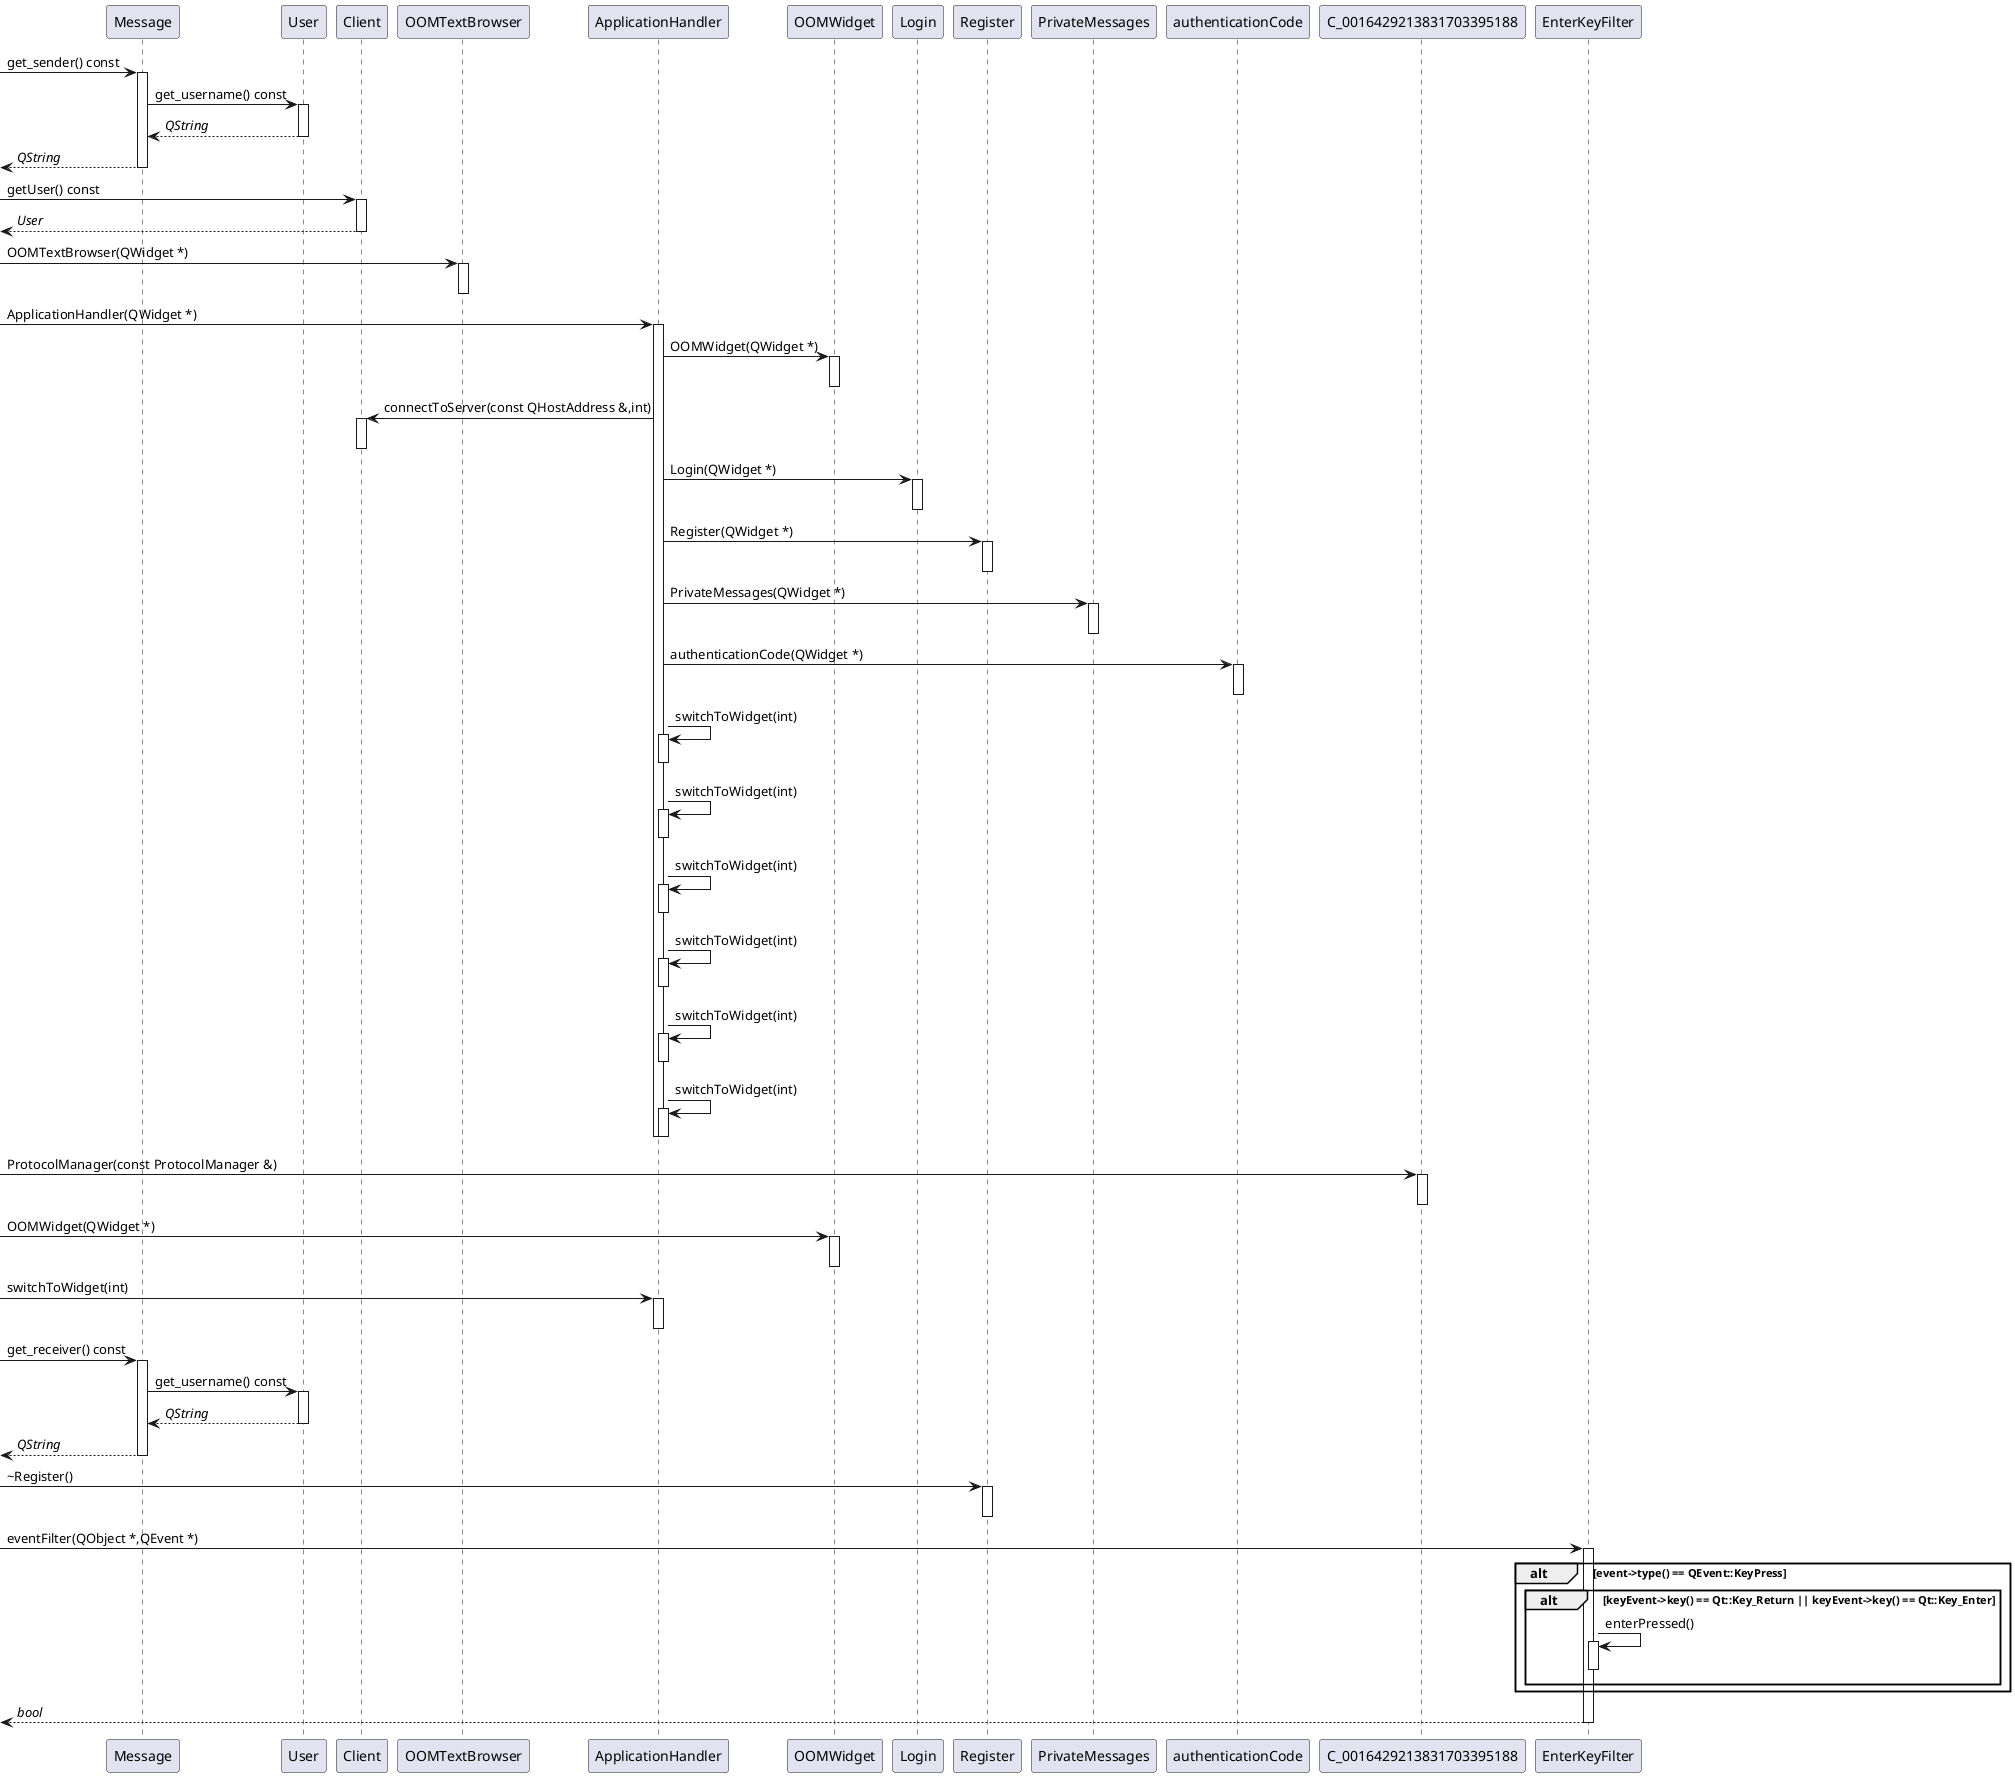 Message User Client OOMTextBrowser ApplicationHandler OOMWidget Login Register PrivateMessages authenticationCode C_0016429213831703395188 EnterKeyFilter
get_sender() const
get_username() const
QString
QString
getUser() const
User
OOMTextBrowser(QWidget *)
ApplicationHandler(QWidget *)
OOMWidget(QWidget *)
connectToServer(const QHostAddress &,int)
Login(QWidget *)
Register(QWidget *)
PrivateMessages(QWidget *)
authenticationCode(QWidget *)
switchToWidget(int)
switchToWidget(int)
switchToWidget(int)
switchToWidget(int)
switchToWidget(int)
switchToWidget(int)
ProtocolManager(const ProtocolManager &)
OOMWidget(QWidget *)
switchToWidget(int)
get_receiver() const
get_username() const
QString
QString
~Register()
eventFilter(QObject *,QEvent *)
alt [event->type() == QEvent::KeyPress]
alt [keyEvent->key() == Qt::Key_Return || keyEvent->key() == Qt::Key_Enter]
enterPressed()
bool
Message User Client OOMTextBrowser ApplicationHandler OOMWidget Login Register PrivateMessages authenticationCode C_0016429213831703395188 EnterKeyFilter